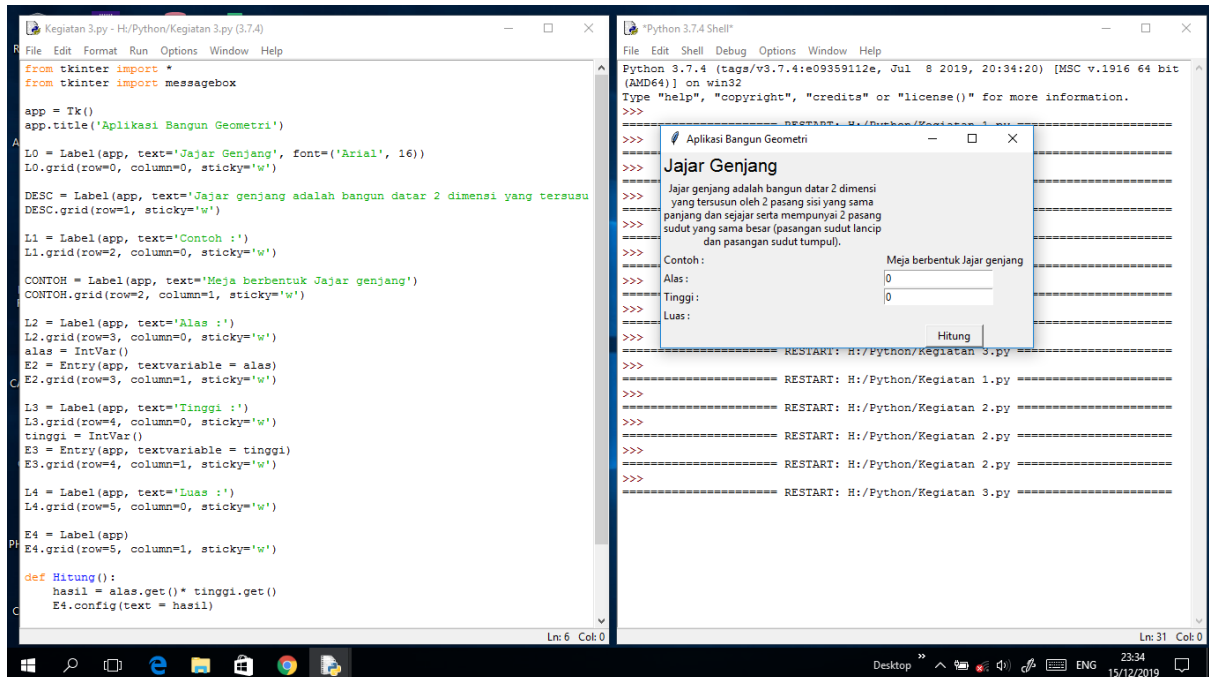 Kegiatan 3.py - H:/Python/Kegiatan 3.py (3.7.4)
File Edit Format Run Options Window Help
from tkinter import *
from tkinter import messagebox
app = Tk()
app.title('Aplikasi Bangun Geometri')
L0 = Label(app, text='Jajar Genjang', font=('Arial', 16))
L0.grid(row=0, column=0, sticky='w')
DESC = Label(app, text='Jajar genjang adalah bangun datar 2 dimensi yang tersusu
DESC.grid(row=1, sticky='w')
L1 = Label(app, text='Contoh :')
L1.grid(row=2, column=0, sticky='w')
CONTOH = Label(app, text='Meja berbentuk Jajar genjang')
CONTOH.grid(row=2, column=1, sticky='w')
L2 = Label(app, text='Alas :')
L2.grid(row=3, column=0, sticky='w')
alas = IntVar()
E2 = Entry(app, textvariable = alas)
E2.grid(row=3, column=1, sticky='w')
L3 = Label(app, text='Tinggi :')
L3.grid(row=4, column=0, sticky='w')
tinggi = IntVar()
E3 = Entry(app, textvariable = tinggi)
E3.grid(row=4, column=1, sticky='w')
L4 = Label(app, text='Luas :')
L4.grid(row=5, column=0, sticky='w')
E4 = Label(app)
E4.grid(row=5, column=1, sticky='w')
def Hitung():
hasil = alas.get()* tinggi.get()
E4.config(text = hasil)
Ln: 6 Col: 0
*Python 3.7.4 Shell*
File Edit Shell Debug Options Window Help
Python 3.7.4 (tags/v3.7.4:e09359112e, Jul 8 2019, 20:34:20) [MSC v.1916 64 bit
(AMD64)] on win32
Type "help", "copyright", "credits" or "license()" for more information.
>>>
RESTART: H:/Python/Kegiatan 1.py
>>>
>>>
>>>
>>>
>>>
>>>
>>>
>>>
RESTART: H:/Python/Kegiatan 3.py
>>>
====================== RESTART: H:/Python/Kegiatan 1.py ======================
>>>
====================== RESTART: H:/Python/Kegiatan 2.py ======================
>>>
====================== RESTART: H:/Python/Kegiatan 2.py ======================
>>>
====================== RESTART: H:/Python/Kegiatan 2.py ======================
>>>
====================== RESTART: H:/Python/Kegiatan 3.py ======================
Ln: 31 Col: 0
Aplikasi Bangun Geometri
Jajar Genjang
Jajar genjang adalah bangun datar 2 dimensi
yang tersusun oleh 2 pasang sisi yang sama
panjang dan sejajar serta mempunyai 2 pasang
sudut yang sama besar (pasangan sudut lancip
dan pasangan sudut tumpul).
Contoh : Meja berbentuk Jajar genjang
Alas : 0
Tinggi : 0
Luas :
Hitung
Desktop » ENG 23:34
15/12/2019